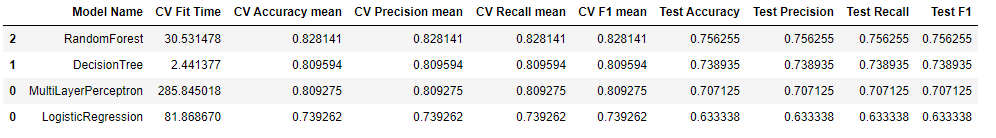 Model Name CV Fit Time CV Accuracy mean CV Precision mean CV Recall mean CV F1 mean Test Accuracy Test Precision Test Recall Test F1
2 RandomForest 30.531478 0.828141 0.828141 0.828141 0.828141 0.756255 0.756255 0.756255 0.756255
1 DecisionTree 2.441377 0.809594 0.809594 0.809594 0.809594 0.738935 0.738935 0.738935 0.738935
0 MultiLayerPerceptron 285.845018 0.809275 0.809275 0.809275 0.809275 0.707125 0.707125 0.707125 0.707125
0 LogisticRegression 81.868670 0.739262 0.739262 0.739262 0.739262 0.633338 0.633338 0.633338 0.633338